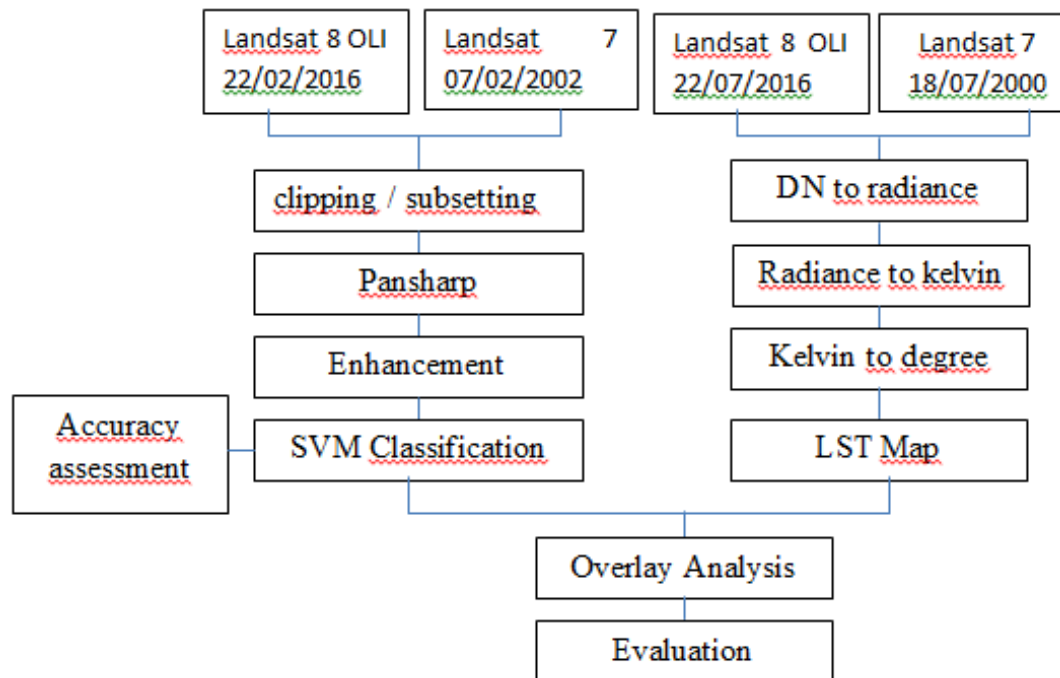 Landsat 8 OLI
22/02/2016
Landsat 7
07/02/2002
Landsat 8 OLI
22/07/2016
Landsat 7
18/07/2000
clipping / subsetting
Pansharp
Enhancement
Accuracy
assessment
SVM Classification
DN to radiance
Radiance to kelvin
Kelvin to degree
LST Map
Overlay Analysis
Evaluation